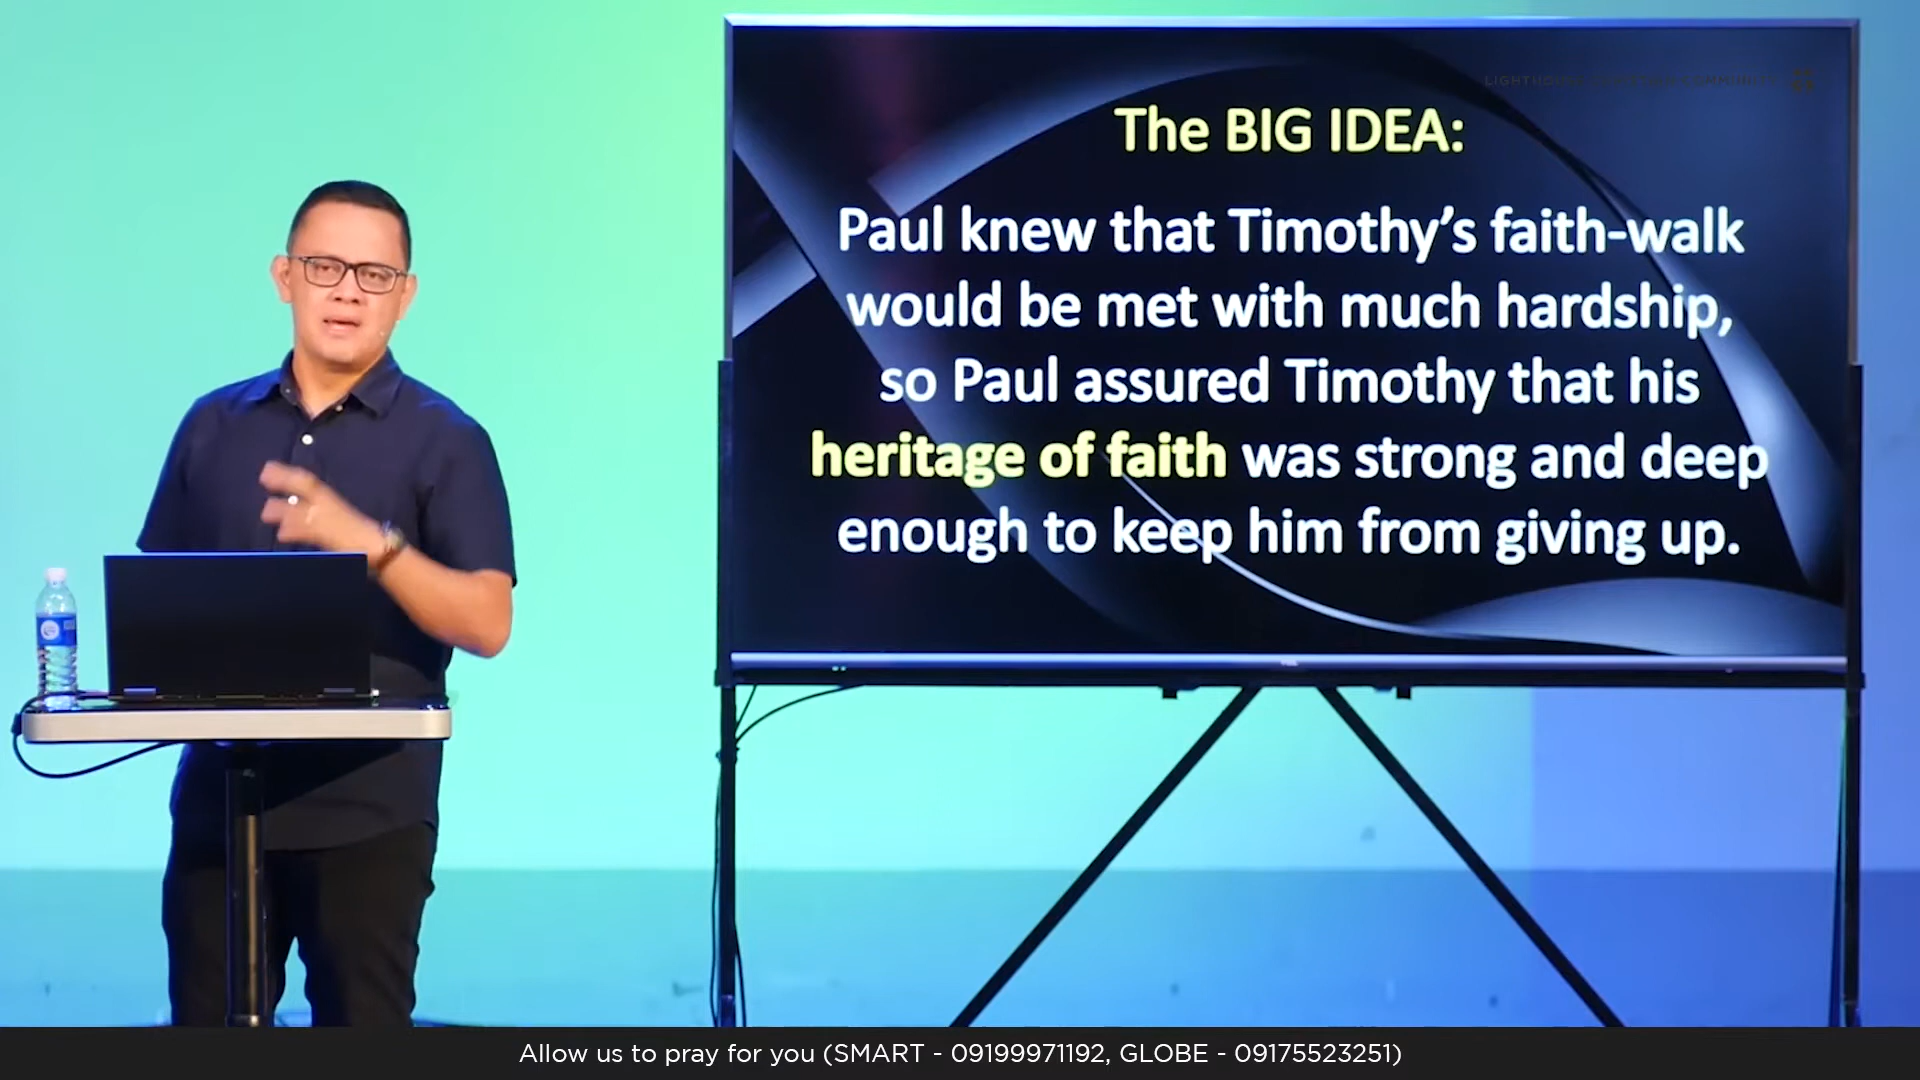 The BIG IDEA:
Paul knew that Timothy's faith-walk
would be met with much hardship,
so Paul assured Timothy that his
heritage of faith was strong and deep
enough to keep him from giving up.
Allow us to pray for you (SMART - 09199971192, GLOBE - 09175523251)